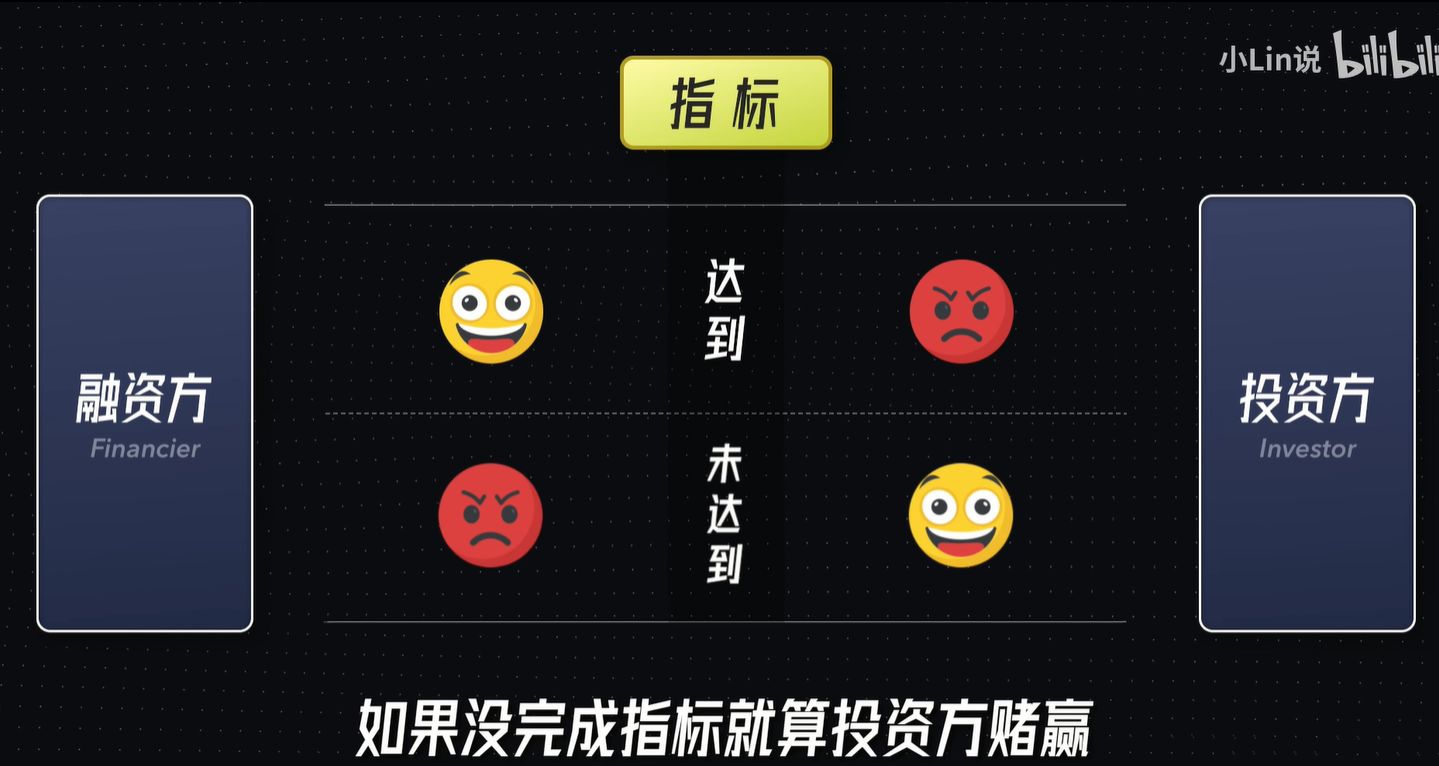 小Lin说 bilibili
指标
融资方
Financier
达到
未达到
投资方
Investor
如果没完成指标就算投资方赌赢